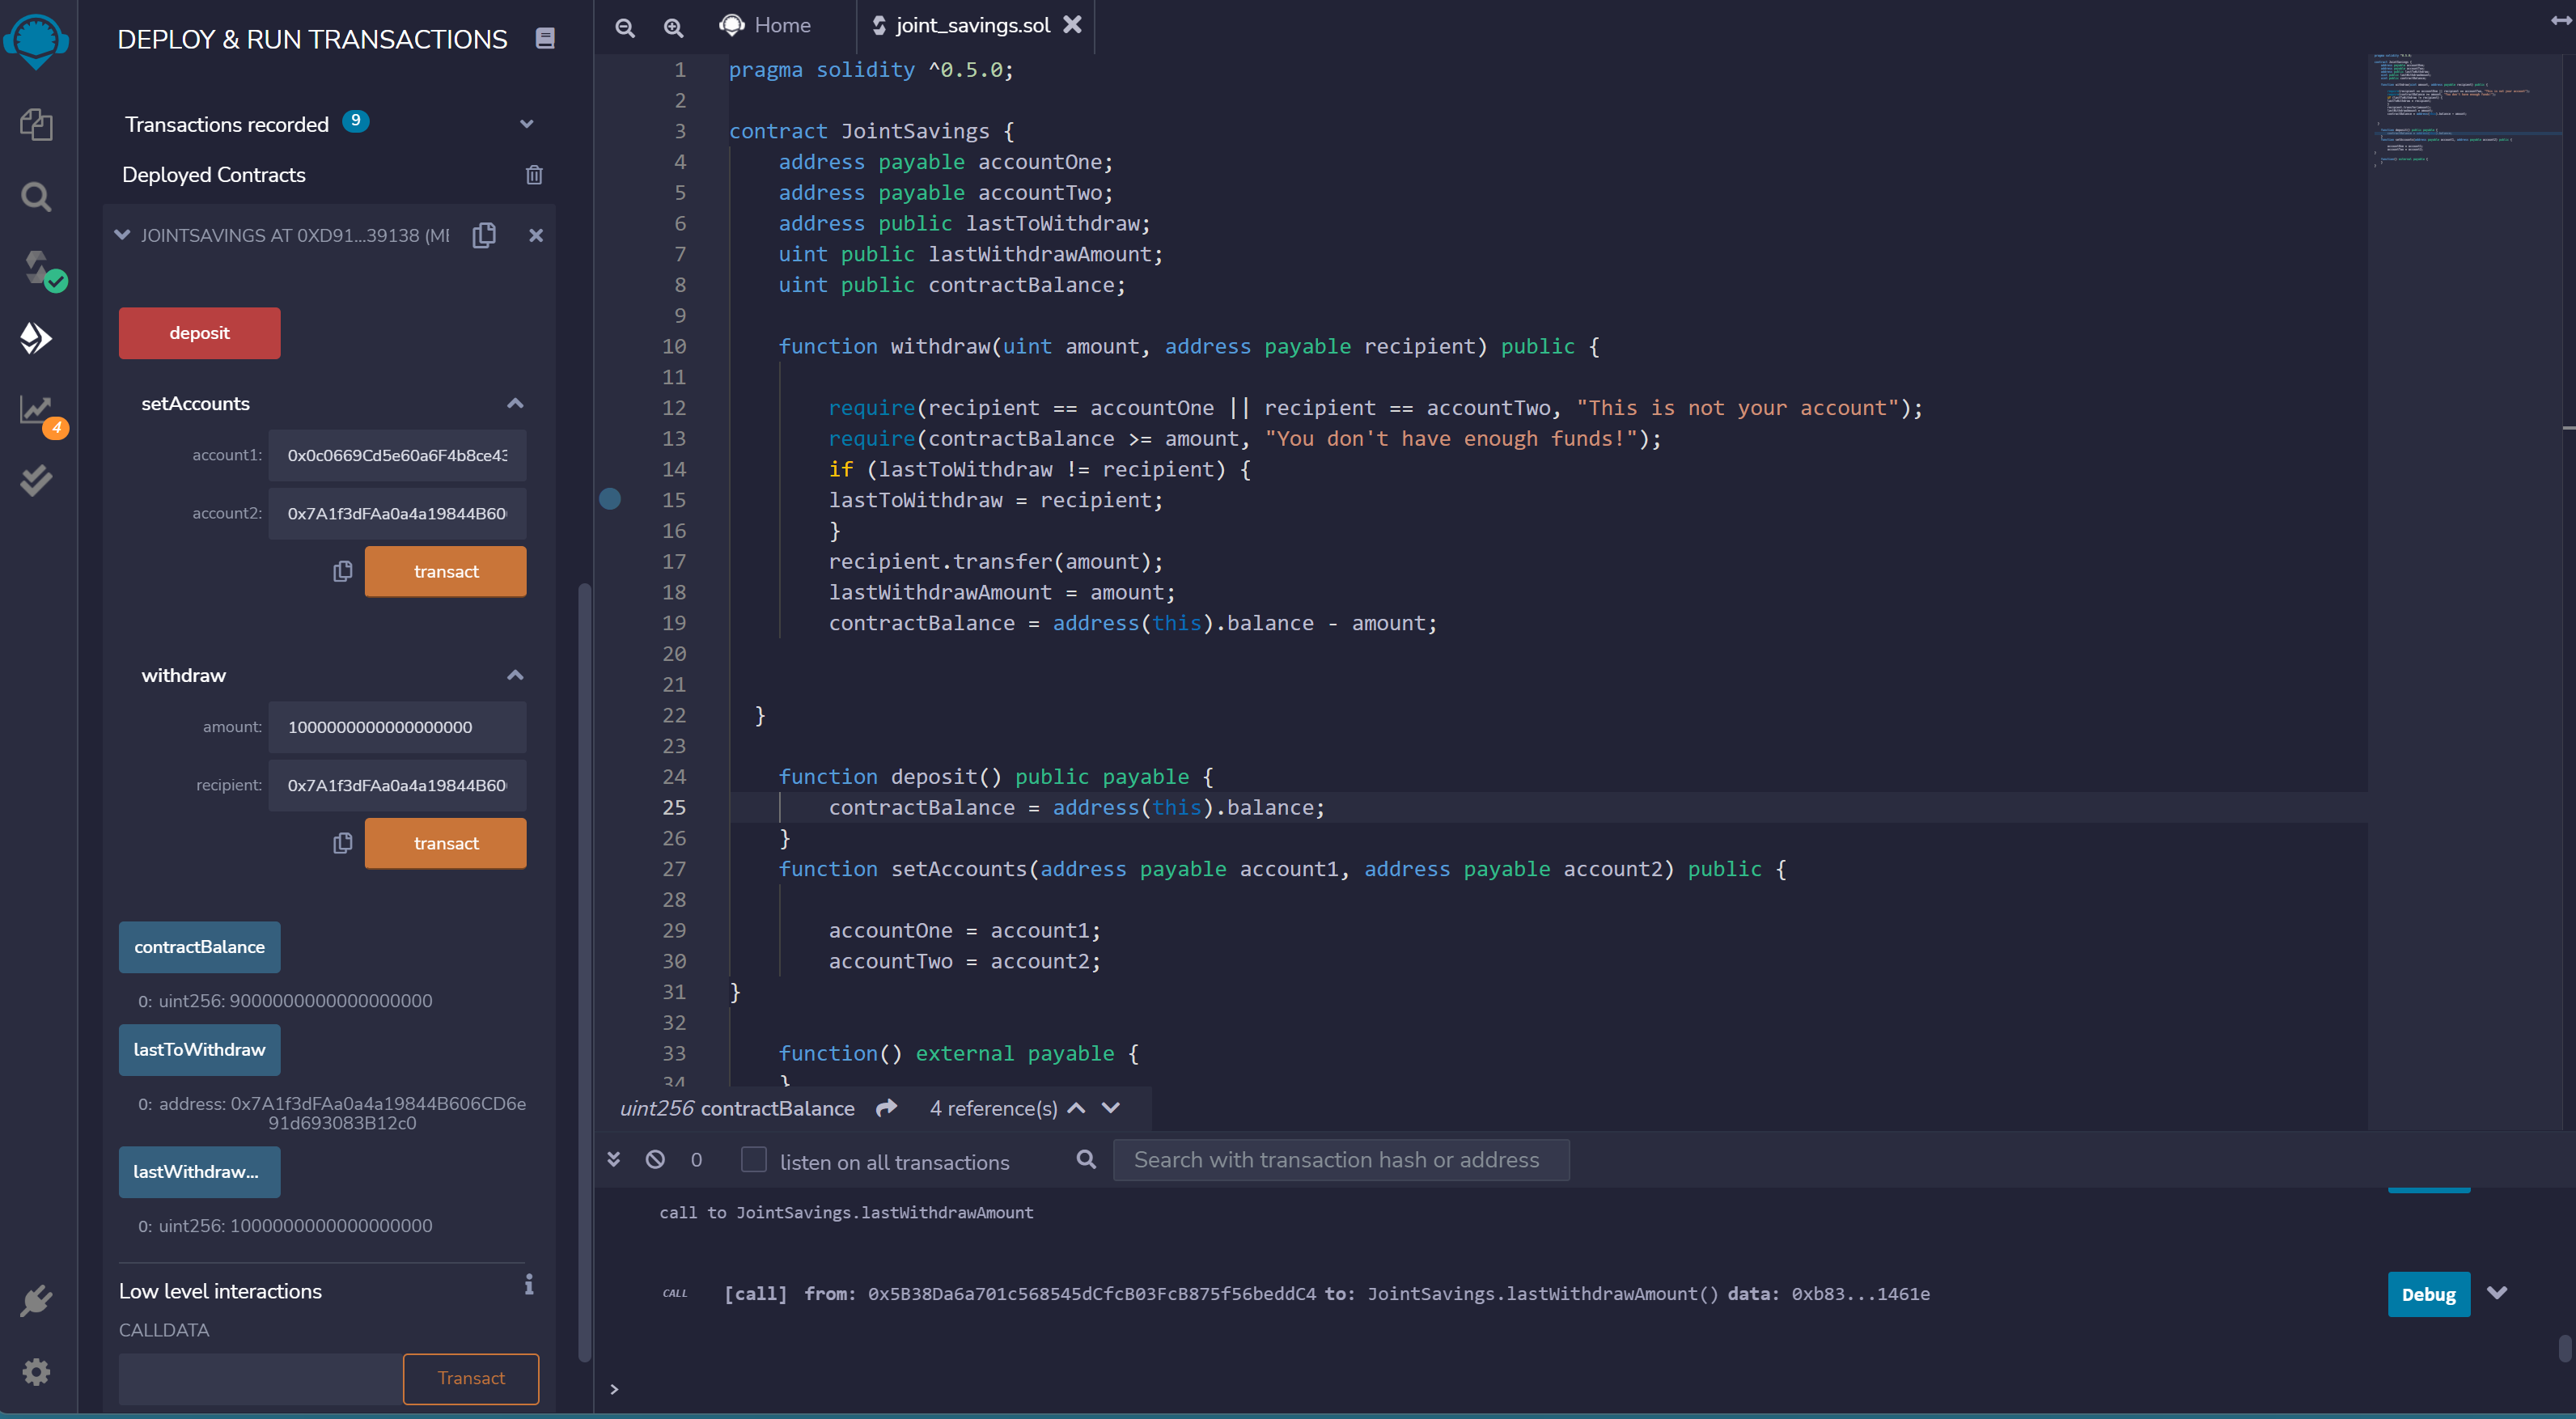 DEPLOY & RUN TRANSACTIONS
Transactions recorded 9
Deployed Contracts
JOINTSAVINGS AT 0XD91...39138 (ME
deposit
setAccounts
account1: 0x0c0669Cd5e60a6F4b8ce43
account2: 0x7A1f3dFAa0a4a19844B60
transact
withdraw
amount: 1000000000000000000
recipient: 0x7A1f3dFAa0a4a19844B60
transact
contractBalance
0: uint256: 9000000000000000000
lastToWithdraw
0: address: 0x7A1f3dFAa0a4a19844B606CD6e
91d693083B12c0
lastWithdraw...
0: uint256: 1000000000000000000
Low level interactions
CALLDATA
Transact
4
Home
joint_savings.sol
1 pragma solidity ^0.5.0;
2
3 contract JointSavings {
4 address payable accountOne;
5 address payable accountTwo;
6 address public lastToWithdraw;
7 uint public lastWithdrawAmount;
8 uint public contractBalance;
9
10 function withdraw(uint amount, address payable recipient) public {
11
12 require(recipient == accountOne || recipient == accountTwo, "This is not your account");
13 require(contractBalance >= amount, "You don't have enough funds!");
14 if (lastToWithdraw != recipient) {
15 lastToWithdraw = recipient;
16 }
17 recipient.transfer(amount);
18 lastWithdrawAmount = amount;
19 contractBalance = address(this).balance - amount;
20
21
22 }
23
24 function deposit() public payable {
25 contractBalance = address(this).balance;
26 }
27 function setAccounts(address payable account1, address payable account2) public {
28
29 accountOne = account1;
30 accountTwo = account2;
31 }
32
33 function() external payable {
34 }
uint256 contractBalance 4 reference(s)
0 listen on all transactions Search with transaction hash or address
call to JointSavings.lastWithdrawAmount
CALL [call] from: 0x5B38Da6a701c568545dCfcB03FcB875f56beddC4 to: JointSavings.lastWithdrawAmount() data: 0xb83...1461e
Debug
>